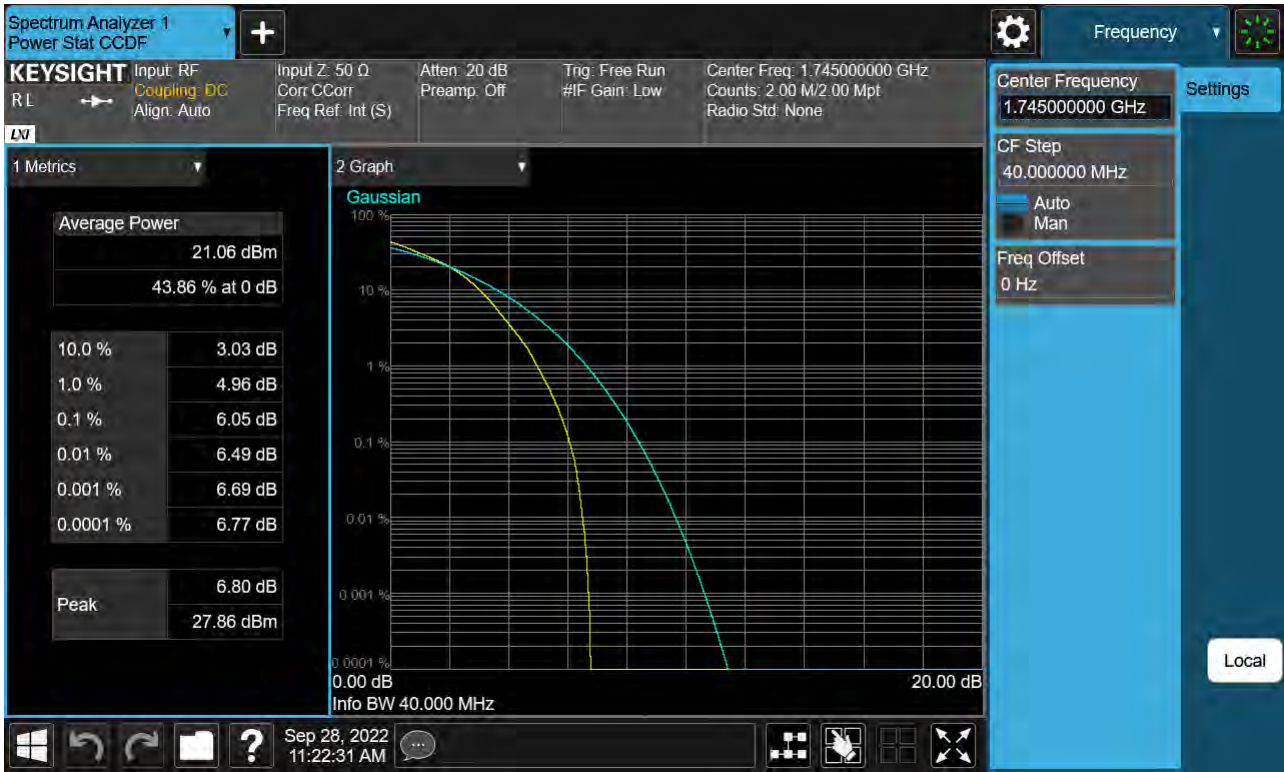 Spectrum Analyzer 1
Power Stat CCDF
+
Frequency
KEYSIGHT
RL
LXI
Input: RF
Coupling: DC
Align: Auto
Input Z: 50 Ω
Corr CCorr
Freq Ref: Int (S)
Atten: 20 dB
Preamp: Off
Trig: Free Run
#IF Gain: Low
Center Freq: 1.745000000 GHz
Counts: 2.00 M/2.00 Mpt
Radio Std: None
Center Frequency
1.745000000 GHz
Settings
CF Step
40.000000 MHz
Auto
Man
Freq Offset
0 Hz
1 Metrics
Average Power
21.06 dBm
43.86 % at 0 dB
10.0 % 3.03 dB
1.0 % 4.96 dB
0.1 % 6.05 dB
0.01 % 6.49 dB
0.001 % 6.69 dB
0.0001 % 6.77 dB
Peak
6.80 dB
27.86 dBm
2 Graph
Gaussian
100 %
10 %
1 %
0.1 %
0.01 %
0.001 %
0.0001 %
0.00 dB
20.00 dB
Info BW 40.000 MHz
Local
?
Sep 28, 2022
11:22:31 AM